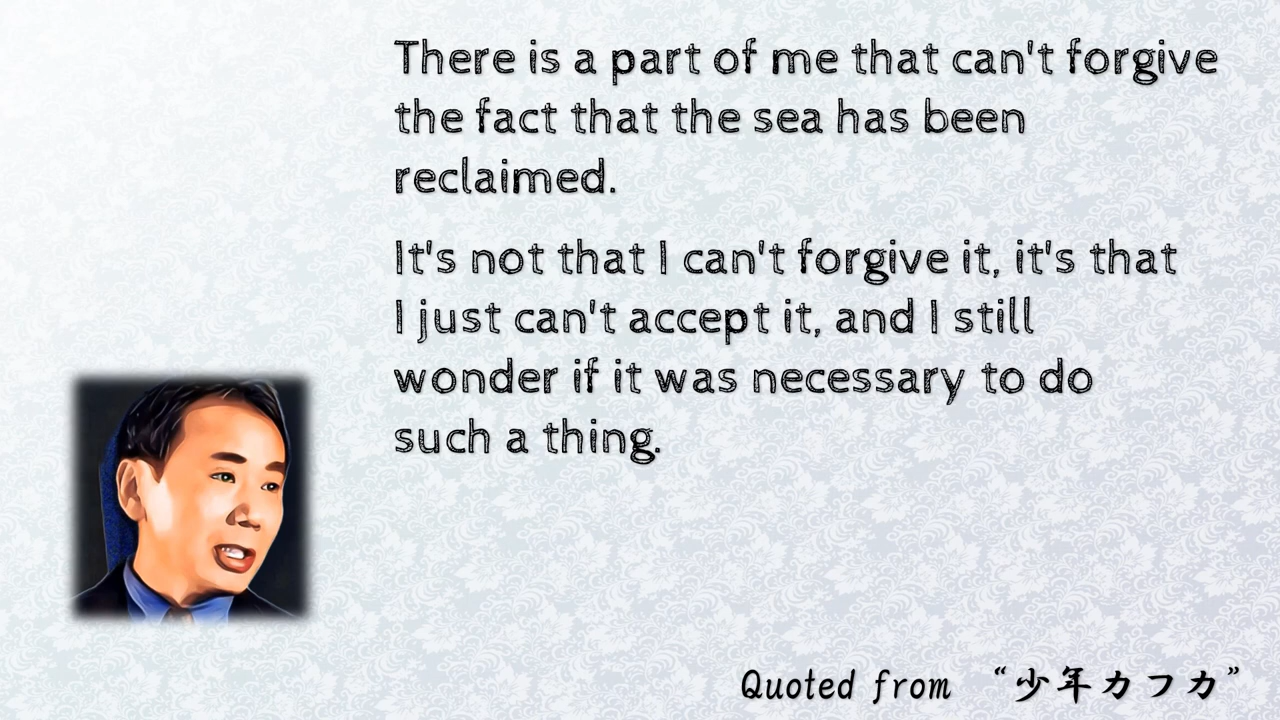 There is a part of me that can't forgive
the fact that the sea has been
reclaimed.
It's not that I can't forgive it, it's that
I just can't accept it, and I still
wonder if it was necessary to do
such a thing.
Quoted from “少年カフカ”